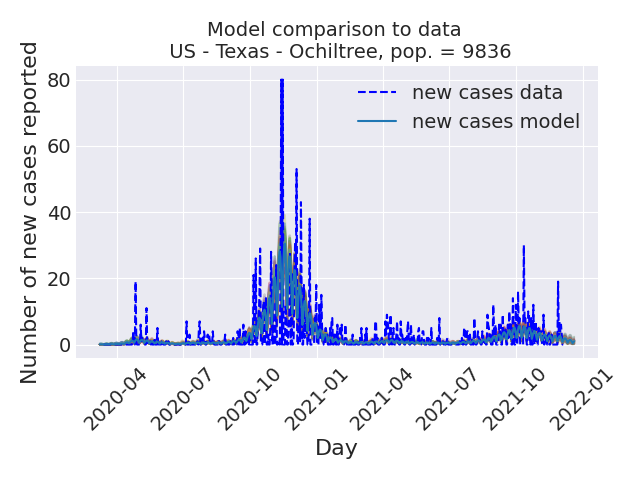 Model comparison to data
US - Texas - Ochiltree, pop. = 9836
Number of new cases reported
80
60
40
20
0
new cases data
new cases model
2020-04
2020-07
2020-10
2021-01
2021-04
2021-07
2021-10
2022-01
Day